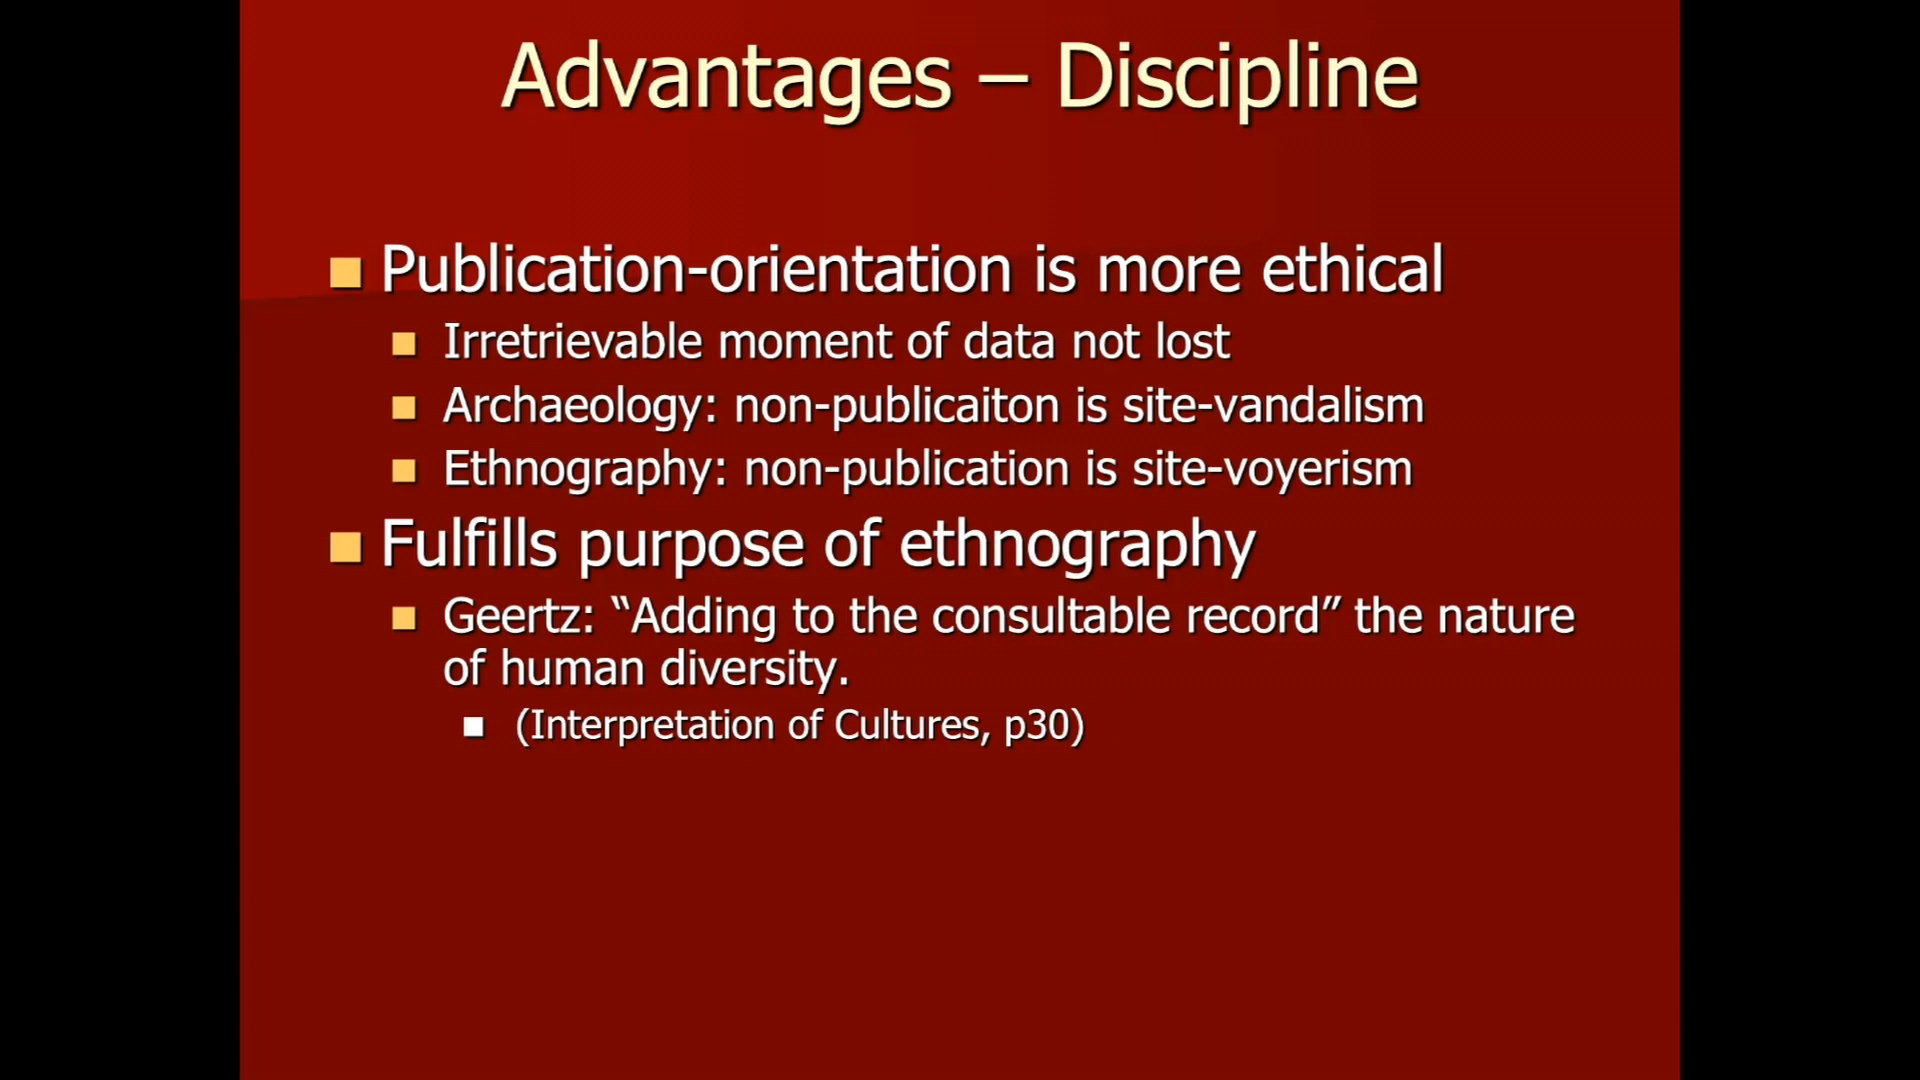 Advantages – Discipline
Publication-orientation is more ethical
Irretrievable moment of data not lost
Archaeology: non-publicaiton is site-vandalism
Ethnography: non-publication is site-voyerism
Fulfills purpose of ethnography
Geertz: “Adding to the consultable record” the nature
of human diversity.
(Interpretation of Cultures, p30)